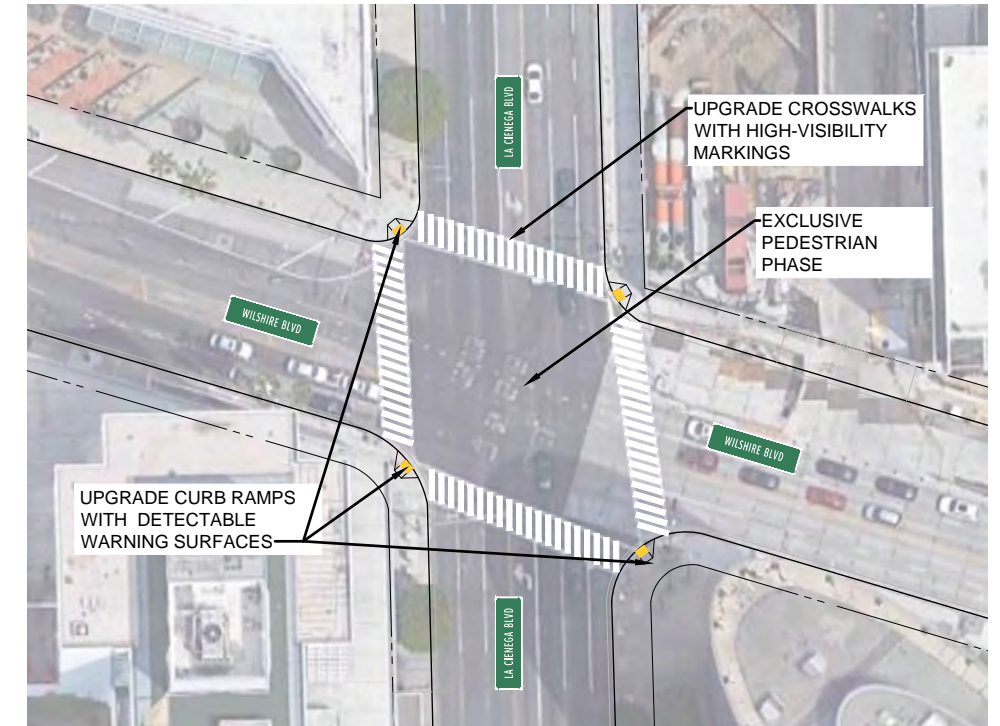 LA CIENEGA BLVD
UPGRADE CROSSWALKS
WITH HIGH-VISIBILITY
MARKINGS
EXCLUSIVE
PEDESTRIAN
PHASE
WILSHIRE BLVD
WILSHIRE BLVD
UPGRADE CURB RAMPS
WITH DETECTABLE
WARNING SURFACES
LA CIENEGA BLVD